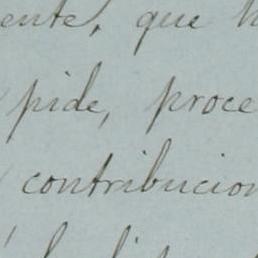 ente, que
pide, proce
contribucion